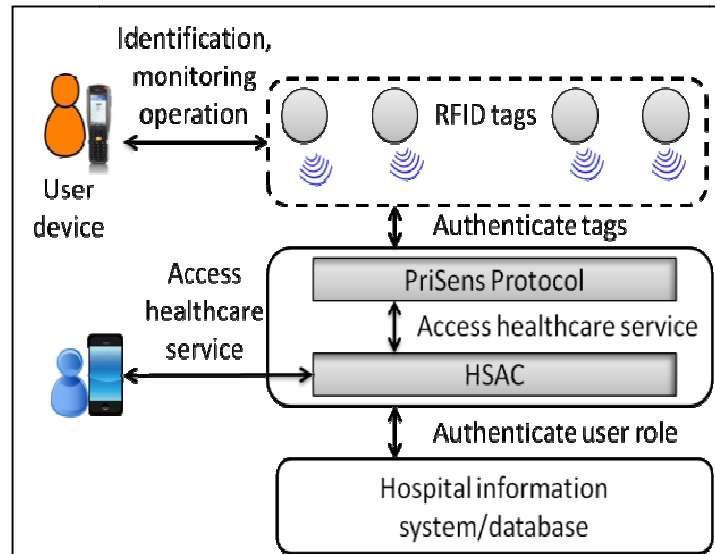 Identification,
monitoring
operation
RFID tags
User
device
Authenticate tags
Access
healthcare
service
PriSens Protocol
Access healthcare service
HSAC
Authenticate user role
Hospital information
system/database